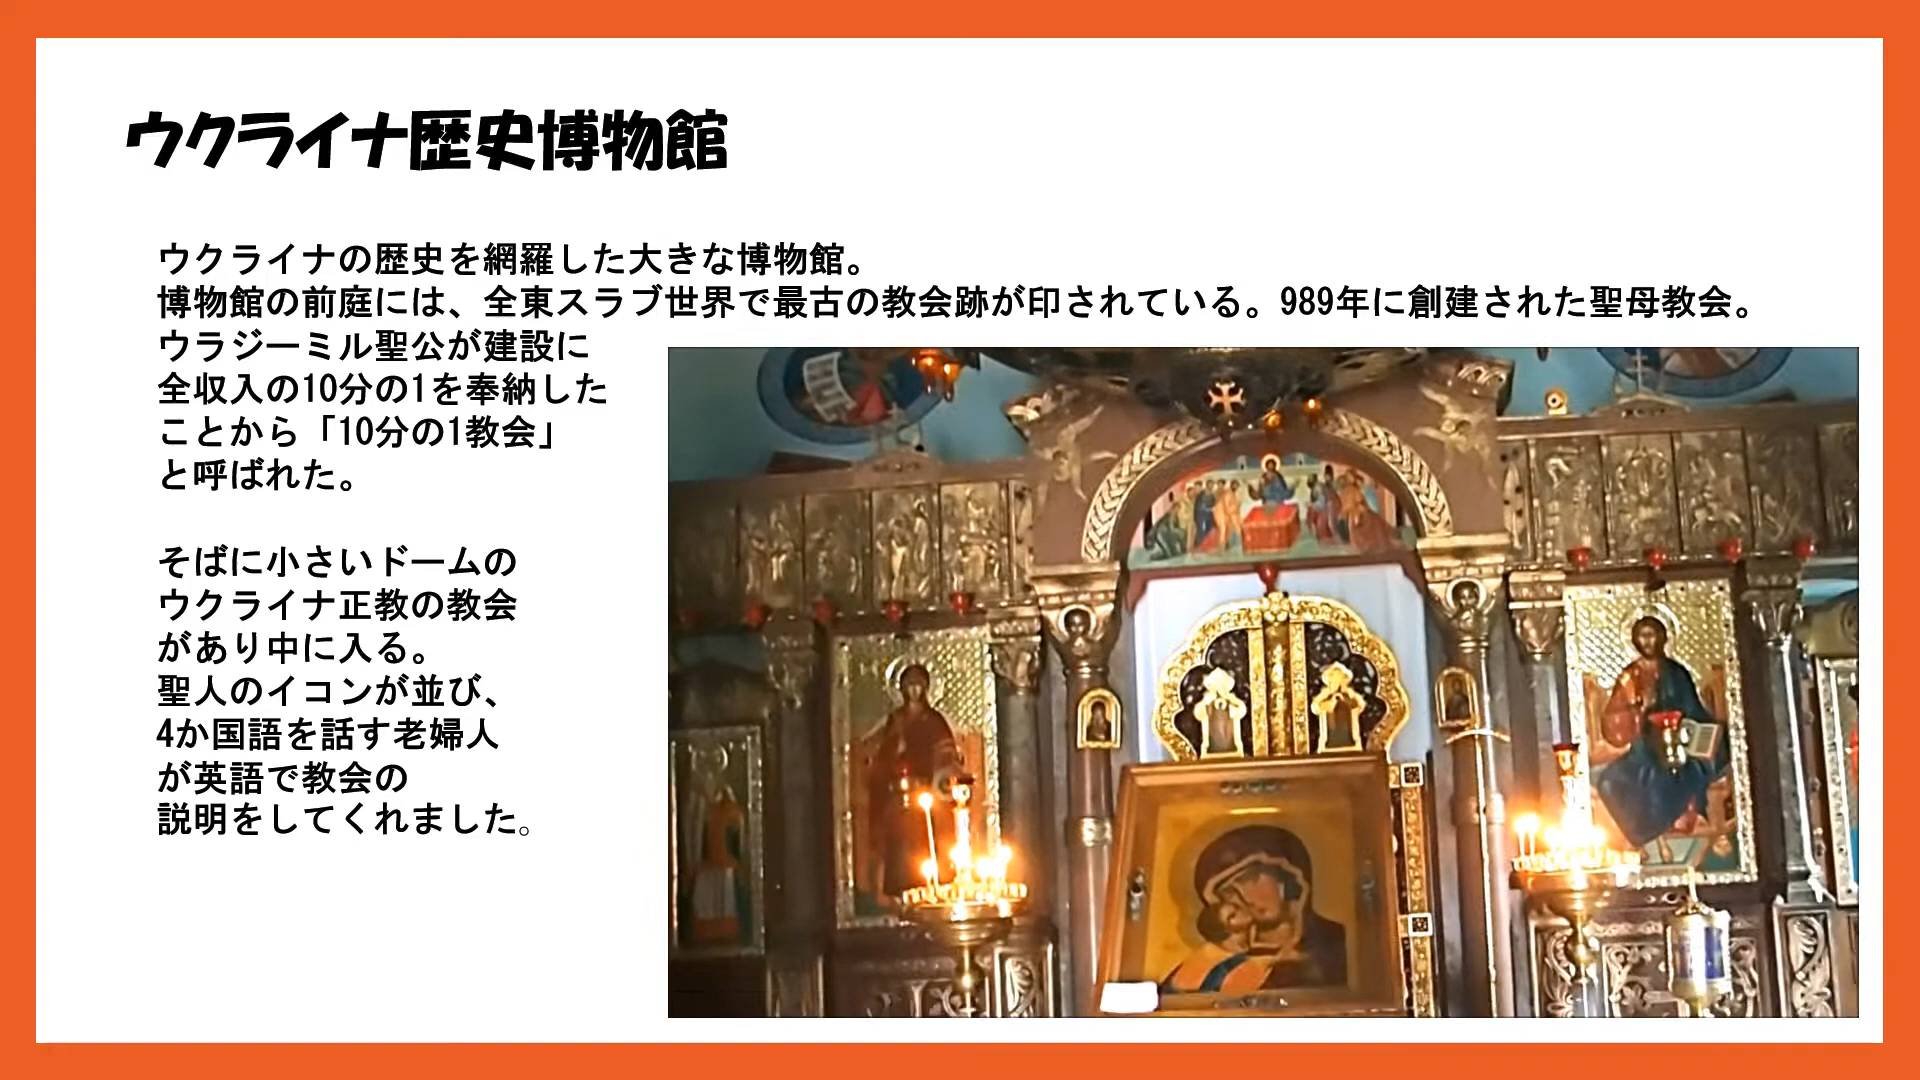 ウクライナ歴史博物館
ウクライナの歴史を網羅した大きな博物館。
博物館の前庭には、全東スラブ世界で最古の教会跡が印されている。989年に創建された聖母教会。
ウラジーミル聖公が建設に
全収入の10分の1を奉納した
ことから「10分の1教会」
と呼ばれた。
そばに小さいドームの
ウクライナ正教の教会
があり中に入る。
聖人のイコンが並び、
4か国語を話す老婦人
が英語で教会の
説明をしてくれました。